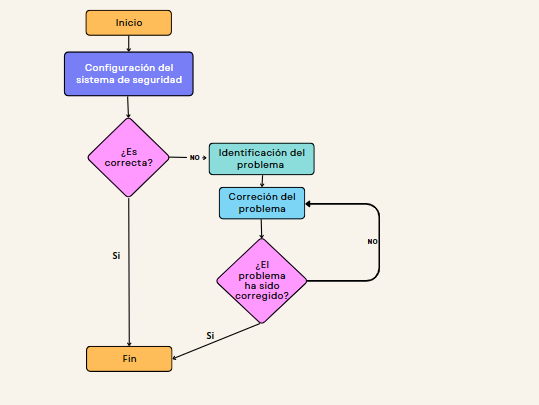 Inicio
Configuración del
sistema de seguridad
¿Es
correcta?
NO
Identificación del
problema
Correción del
problema
NO
¿El
problema
ha sido
corregido?
Si
Si
Fin